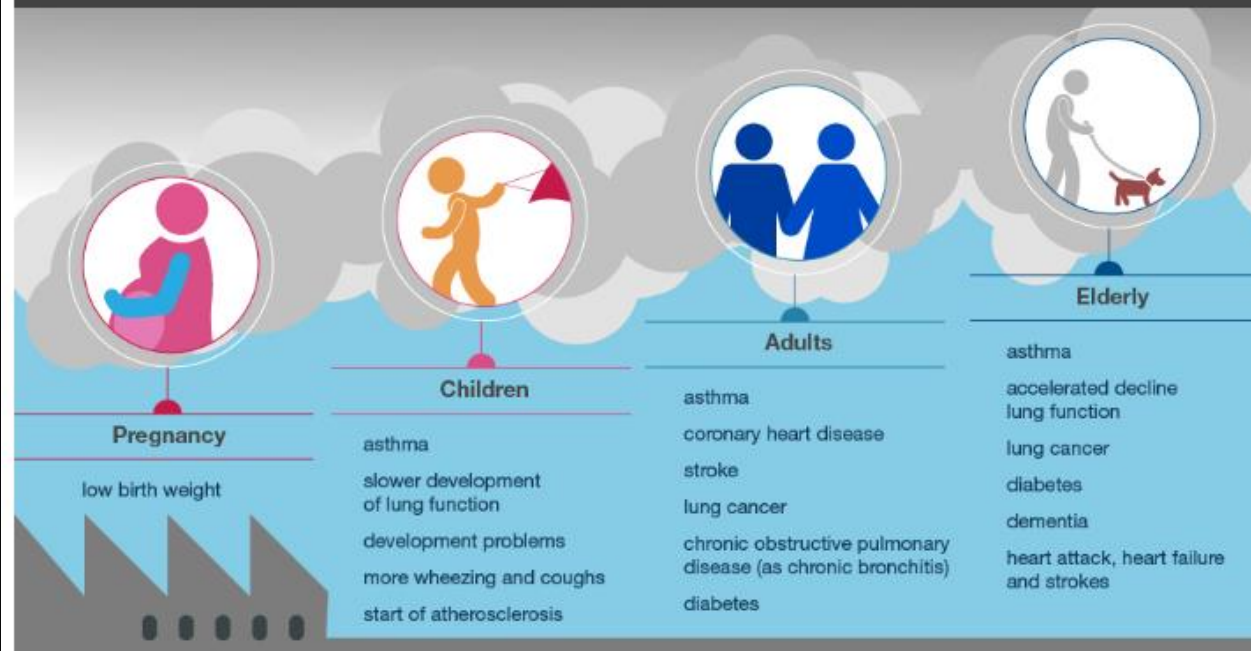 Pregnancy
low birth weight
Children
asthma
slower development
of lung function
development problems
more wheezing and coughs
start of atherosclerosis
Adults
asthma
coronary heart disease
stroke
lung cancer
chronic obstructive pulmonary
disease (as chronic bronchitis)
diabetes
Elderly
asthma
accelerated decline
lung function
lung cancer
diabetes
dementia
heart attack, heart failure
and strokes